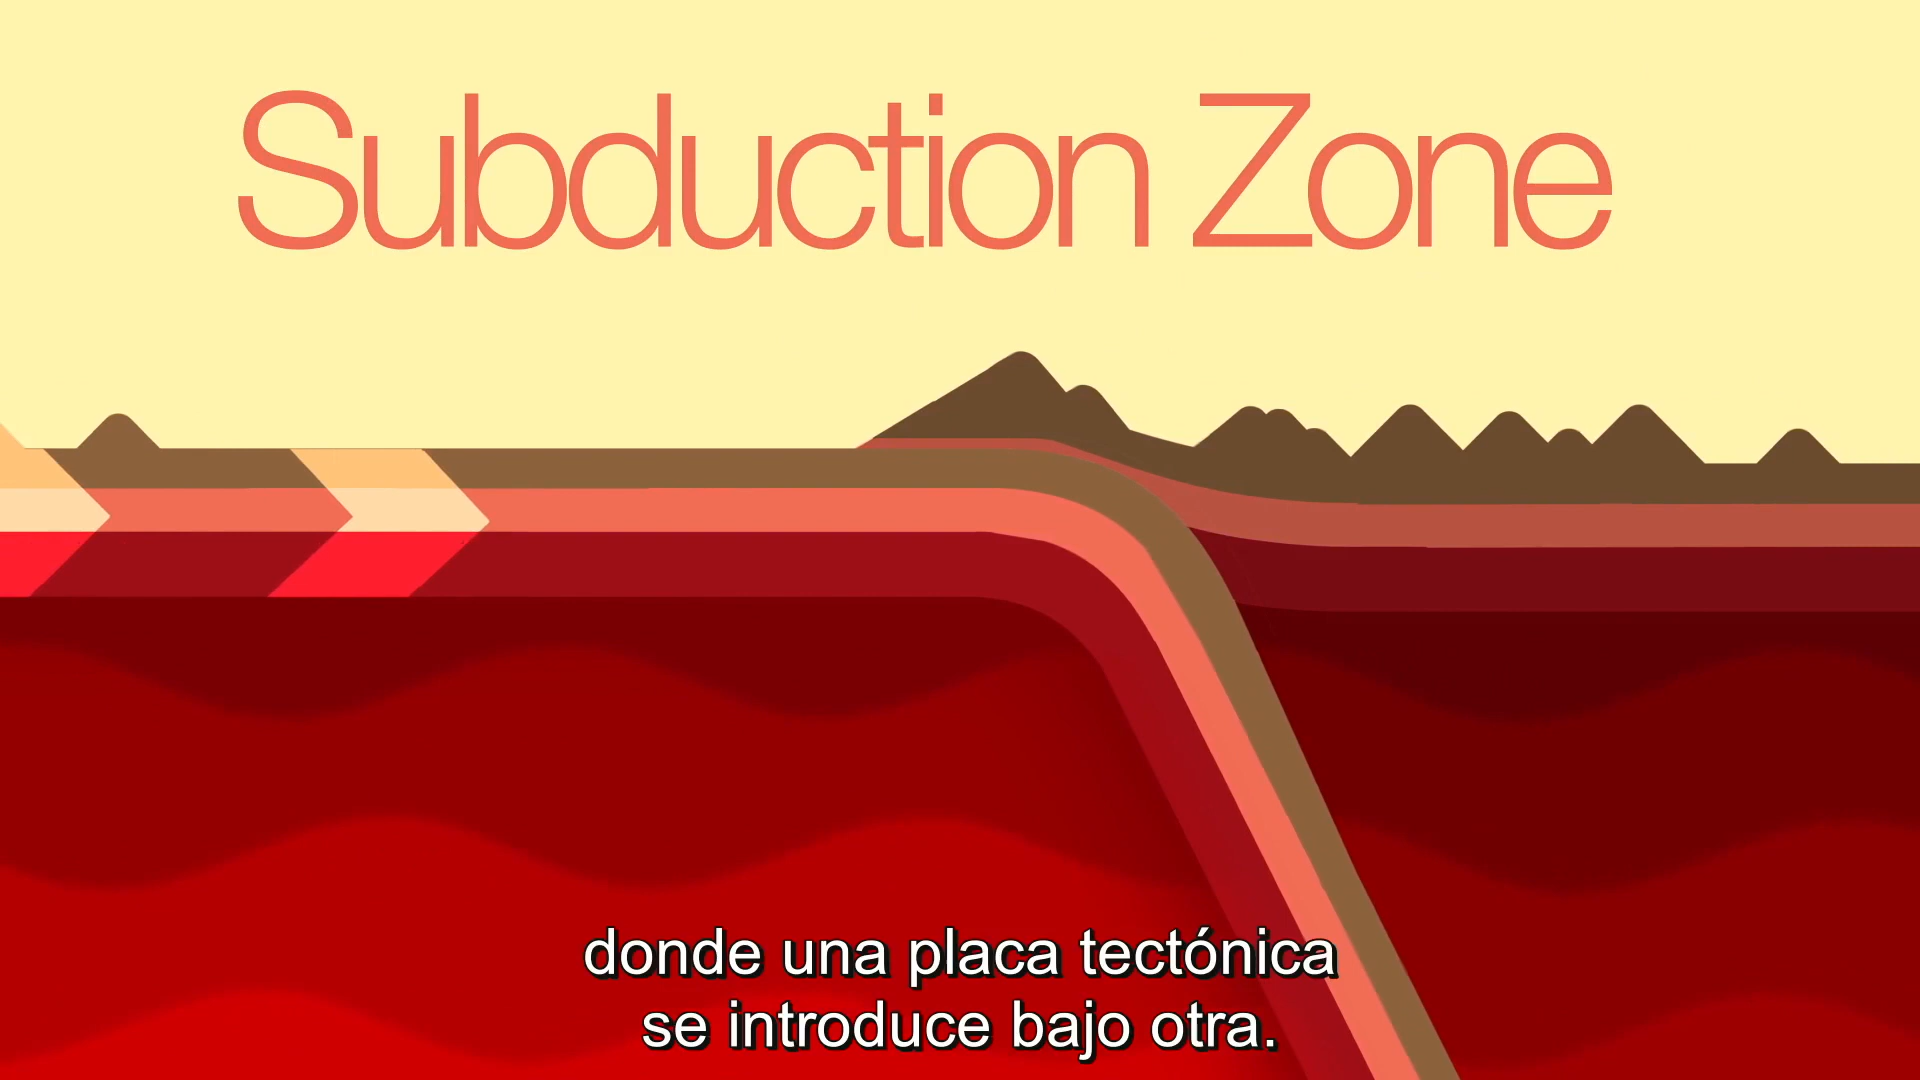 Subduction Zone
donde una placa tectónica
se introduce bajo otra.